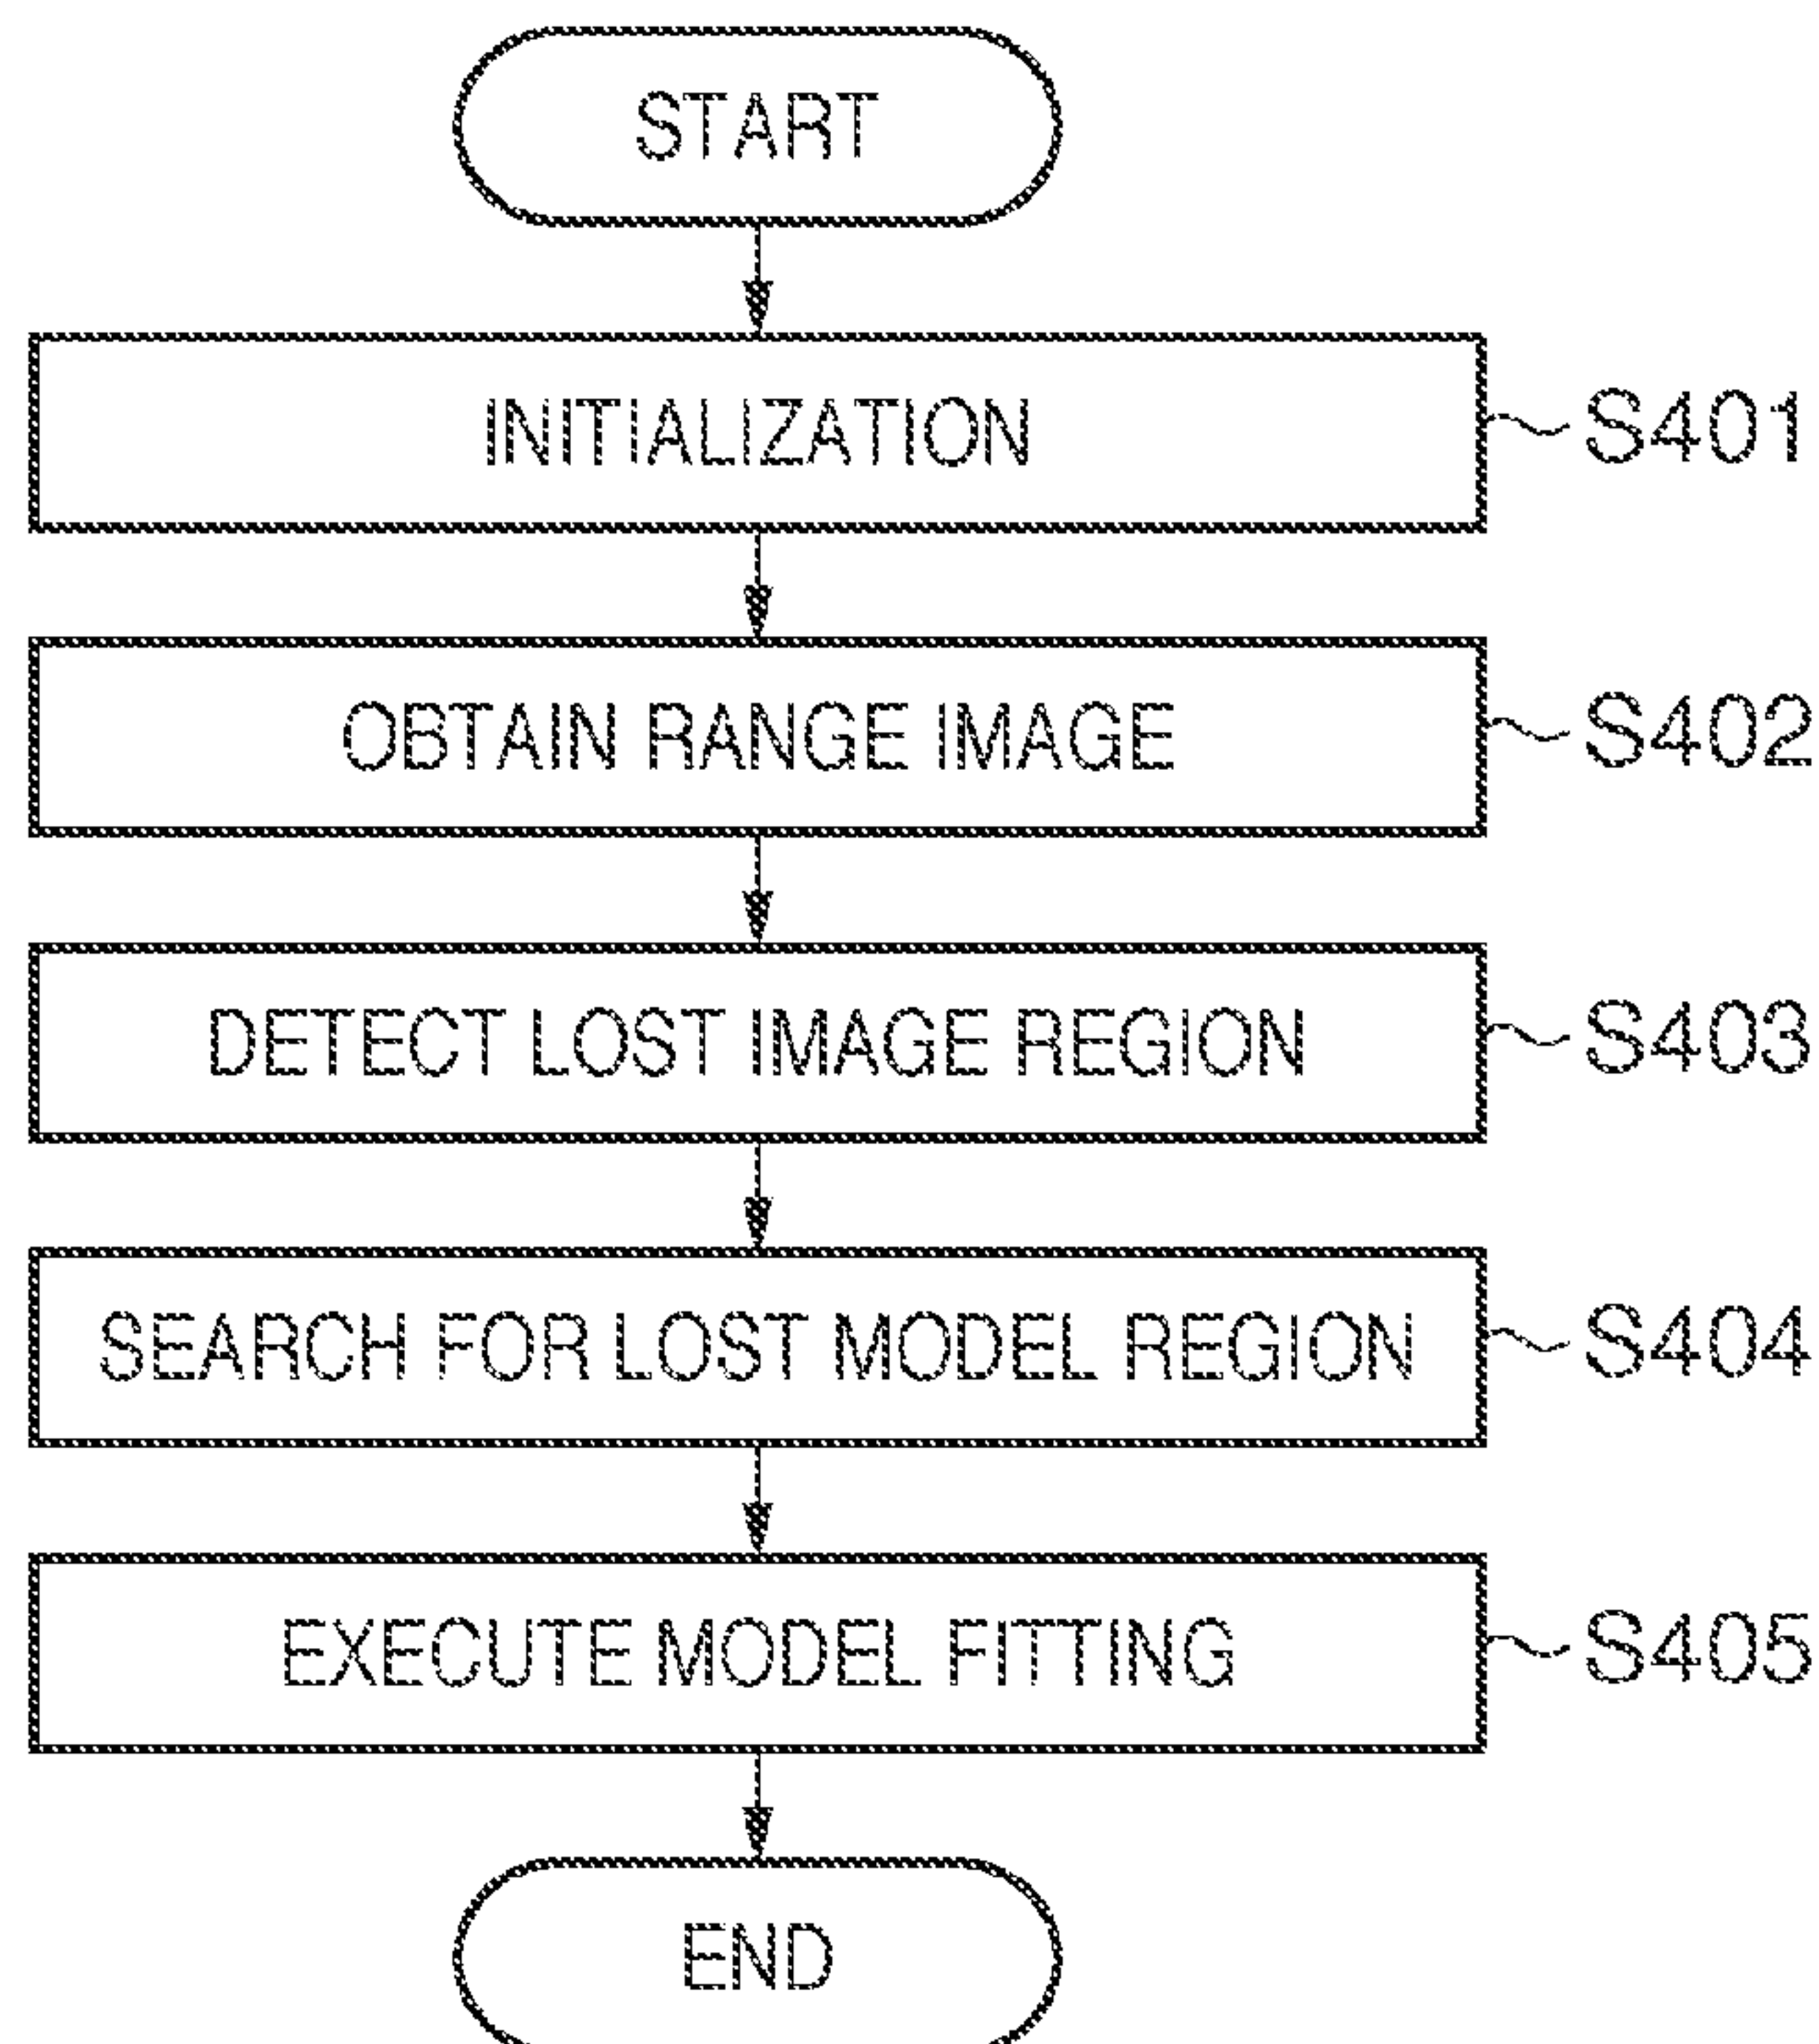 START
INITIALIZATION
S401
OBTAIN RANGE IMAGE
S402
DETECT LOST IMAGE REGION
S403
SEARCH FOR LOST MODEL REGION
S404
EXECUTE MODEL FITTING
S405
END